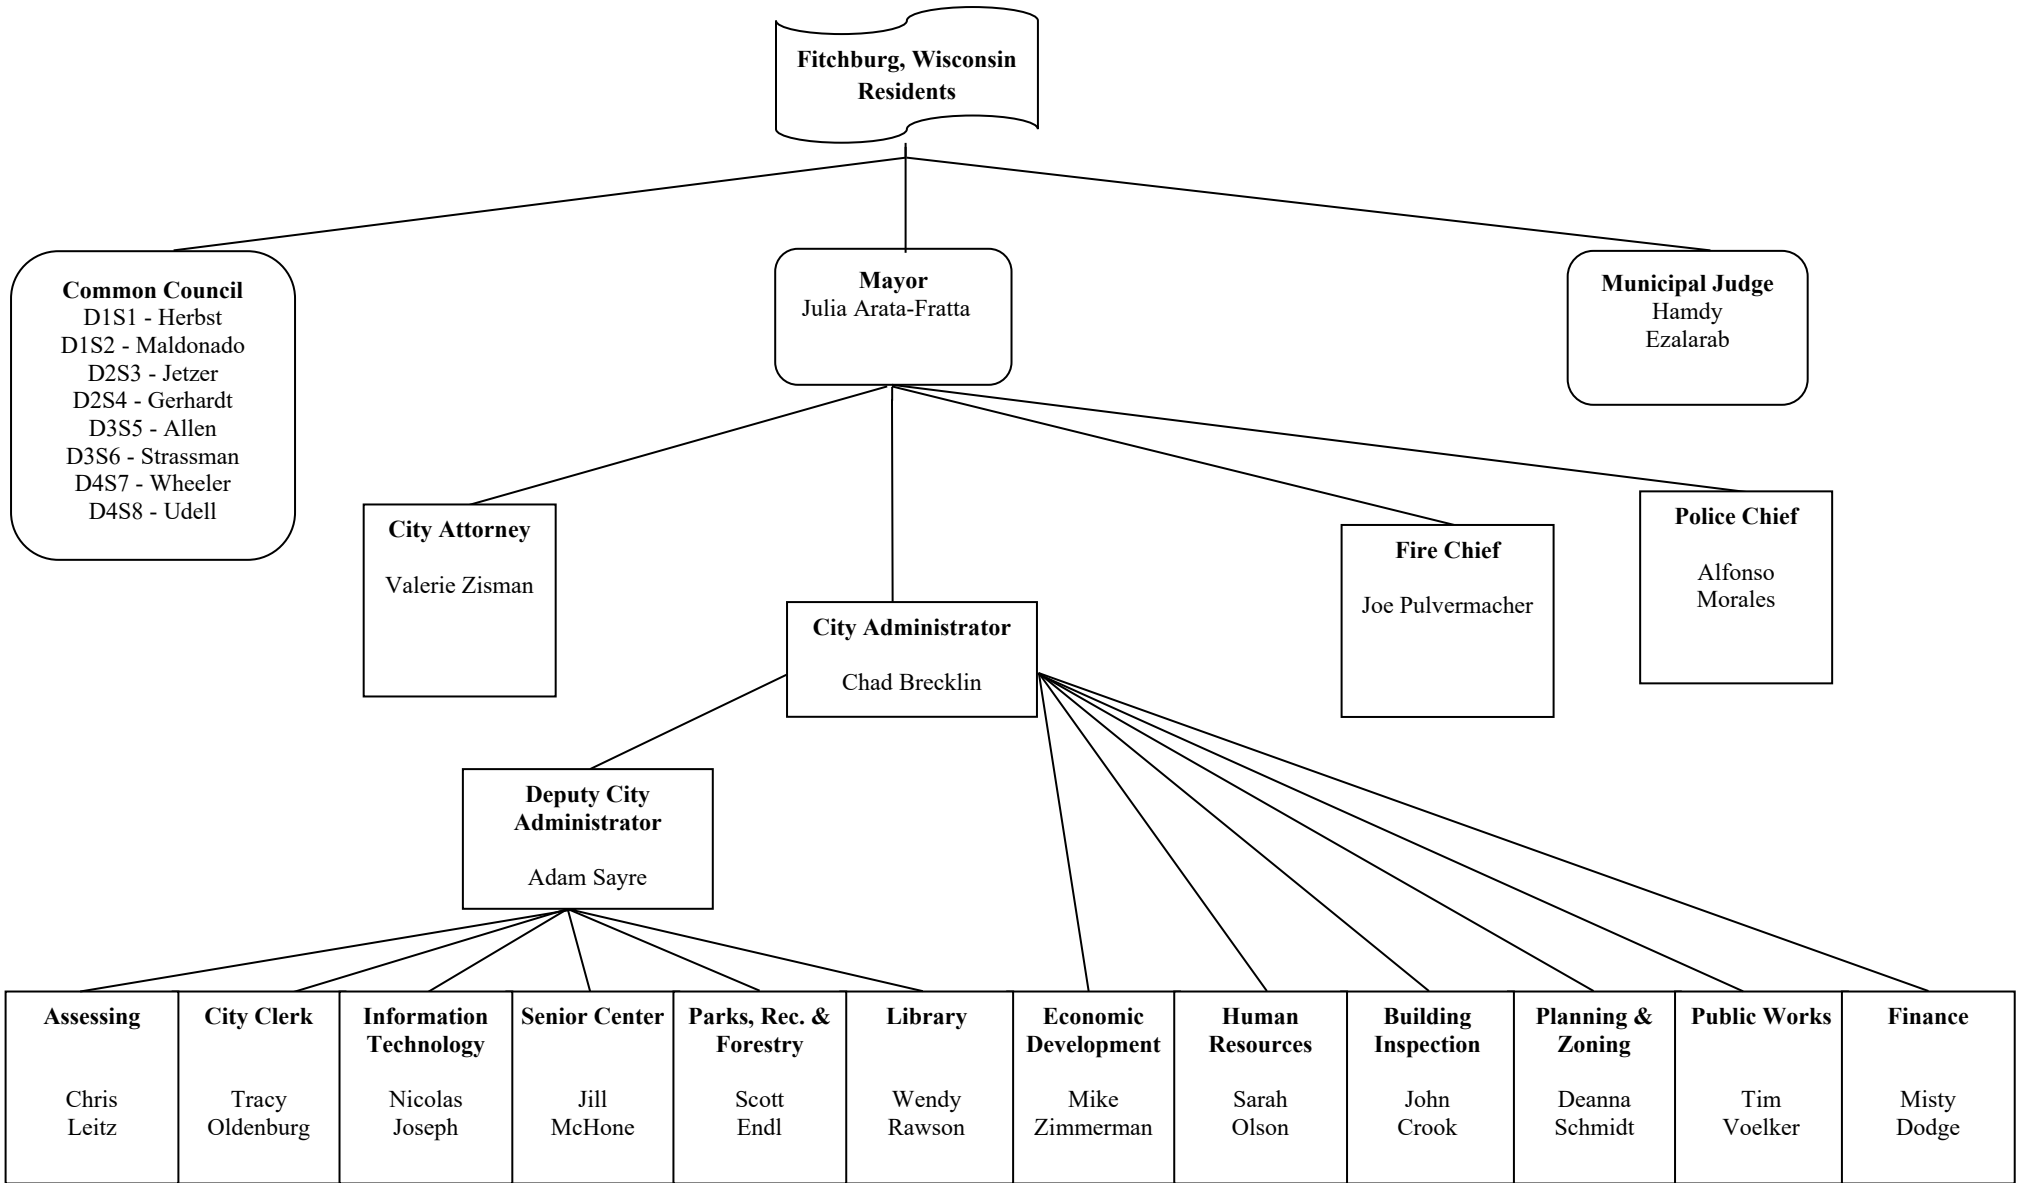 Fitchburg, Wisconsin
Residents
Common Council
D1S1 - Herbst
D1S2 - Maldonado
D2S3 - Jetzer
D2S4 - Gerhardt
D3S5 - Allen
D3S6 - Strassman
D4S7 - Wheeler
D4S8 - Udell
Mayor
Julia Arata-Fratta
Municipal Judge
Hamdy
Ezalarab
City Attorney
Valerie Zisman
City Administrator
Chad Brecklin
Fire Chief
Joe Pulvermacher
Police Chief
Alfonso
Morales
Deputy City
Administrator
Adam Sayre
Assessing
Chris
Leitz
City Clerk
Tracy
Oldenburg
Information
Technology
Nicolas
Joseph
Senior Center
Jill
McHone
Parks, Rec. &
Forestry
Scott
Endl
Library
Wendy
Rawson
Economic
Development
Mike
Zimmerman
Human
Resources
Sarah
Olson
Building
Inspection
John
Crook
Planning &
Zoning
Deanna
Schmidt
Public Works
Tim
Voelker
Finance
Misty
Dodge